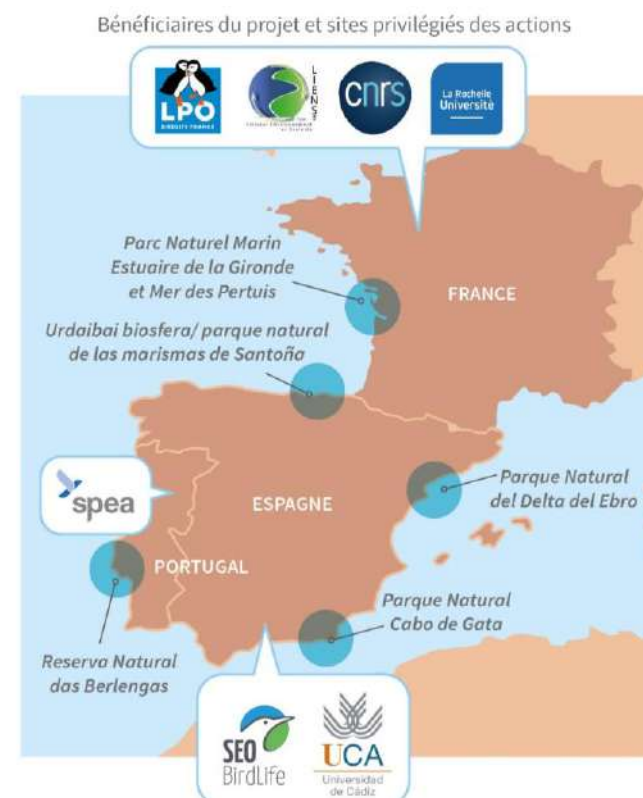 Bénéficiaires du projet et sites privilégiés des actions
LPO
BIRDLIFE FRANCE
LIENSs
cnrs
La Rochelle
Université
Parc Naturel Marin
Estuaire de la Gironde
et Mer des Pertuis
FRANCE
Urdaibai biosfera/ parque natural
de las marismas de Santoña
spea
ESPAGNE
Parque Natural
del Delta del Ebro
PORTUGAL
Parque Natural
Cabo de Gata
Reserva Natural
das Berlengas
SEO
BirdLife
UCA
Universidad
de Cádiz